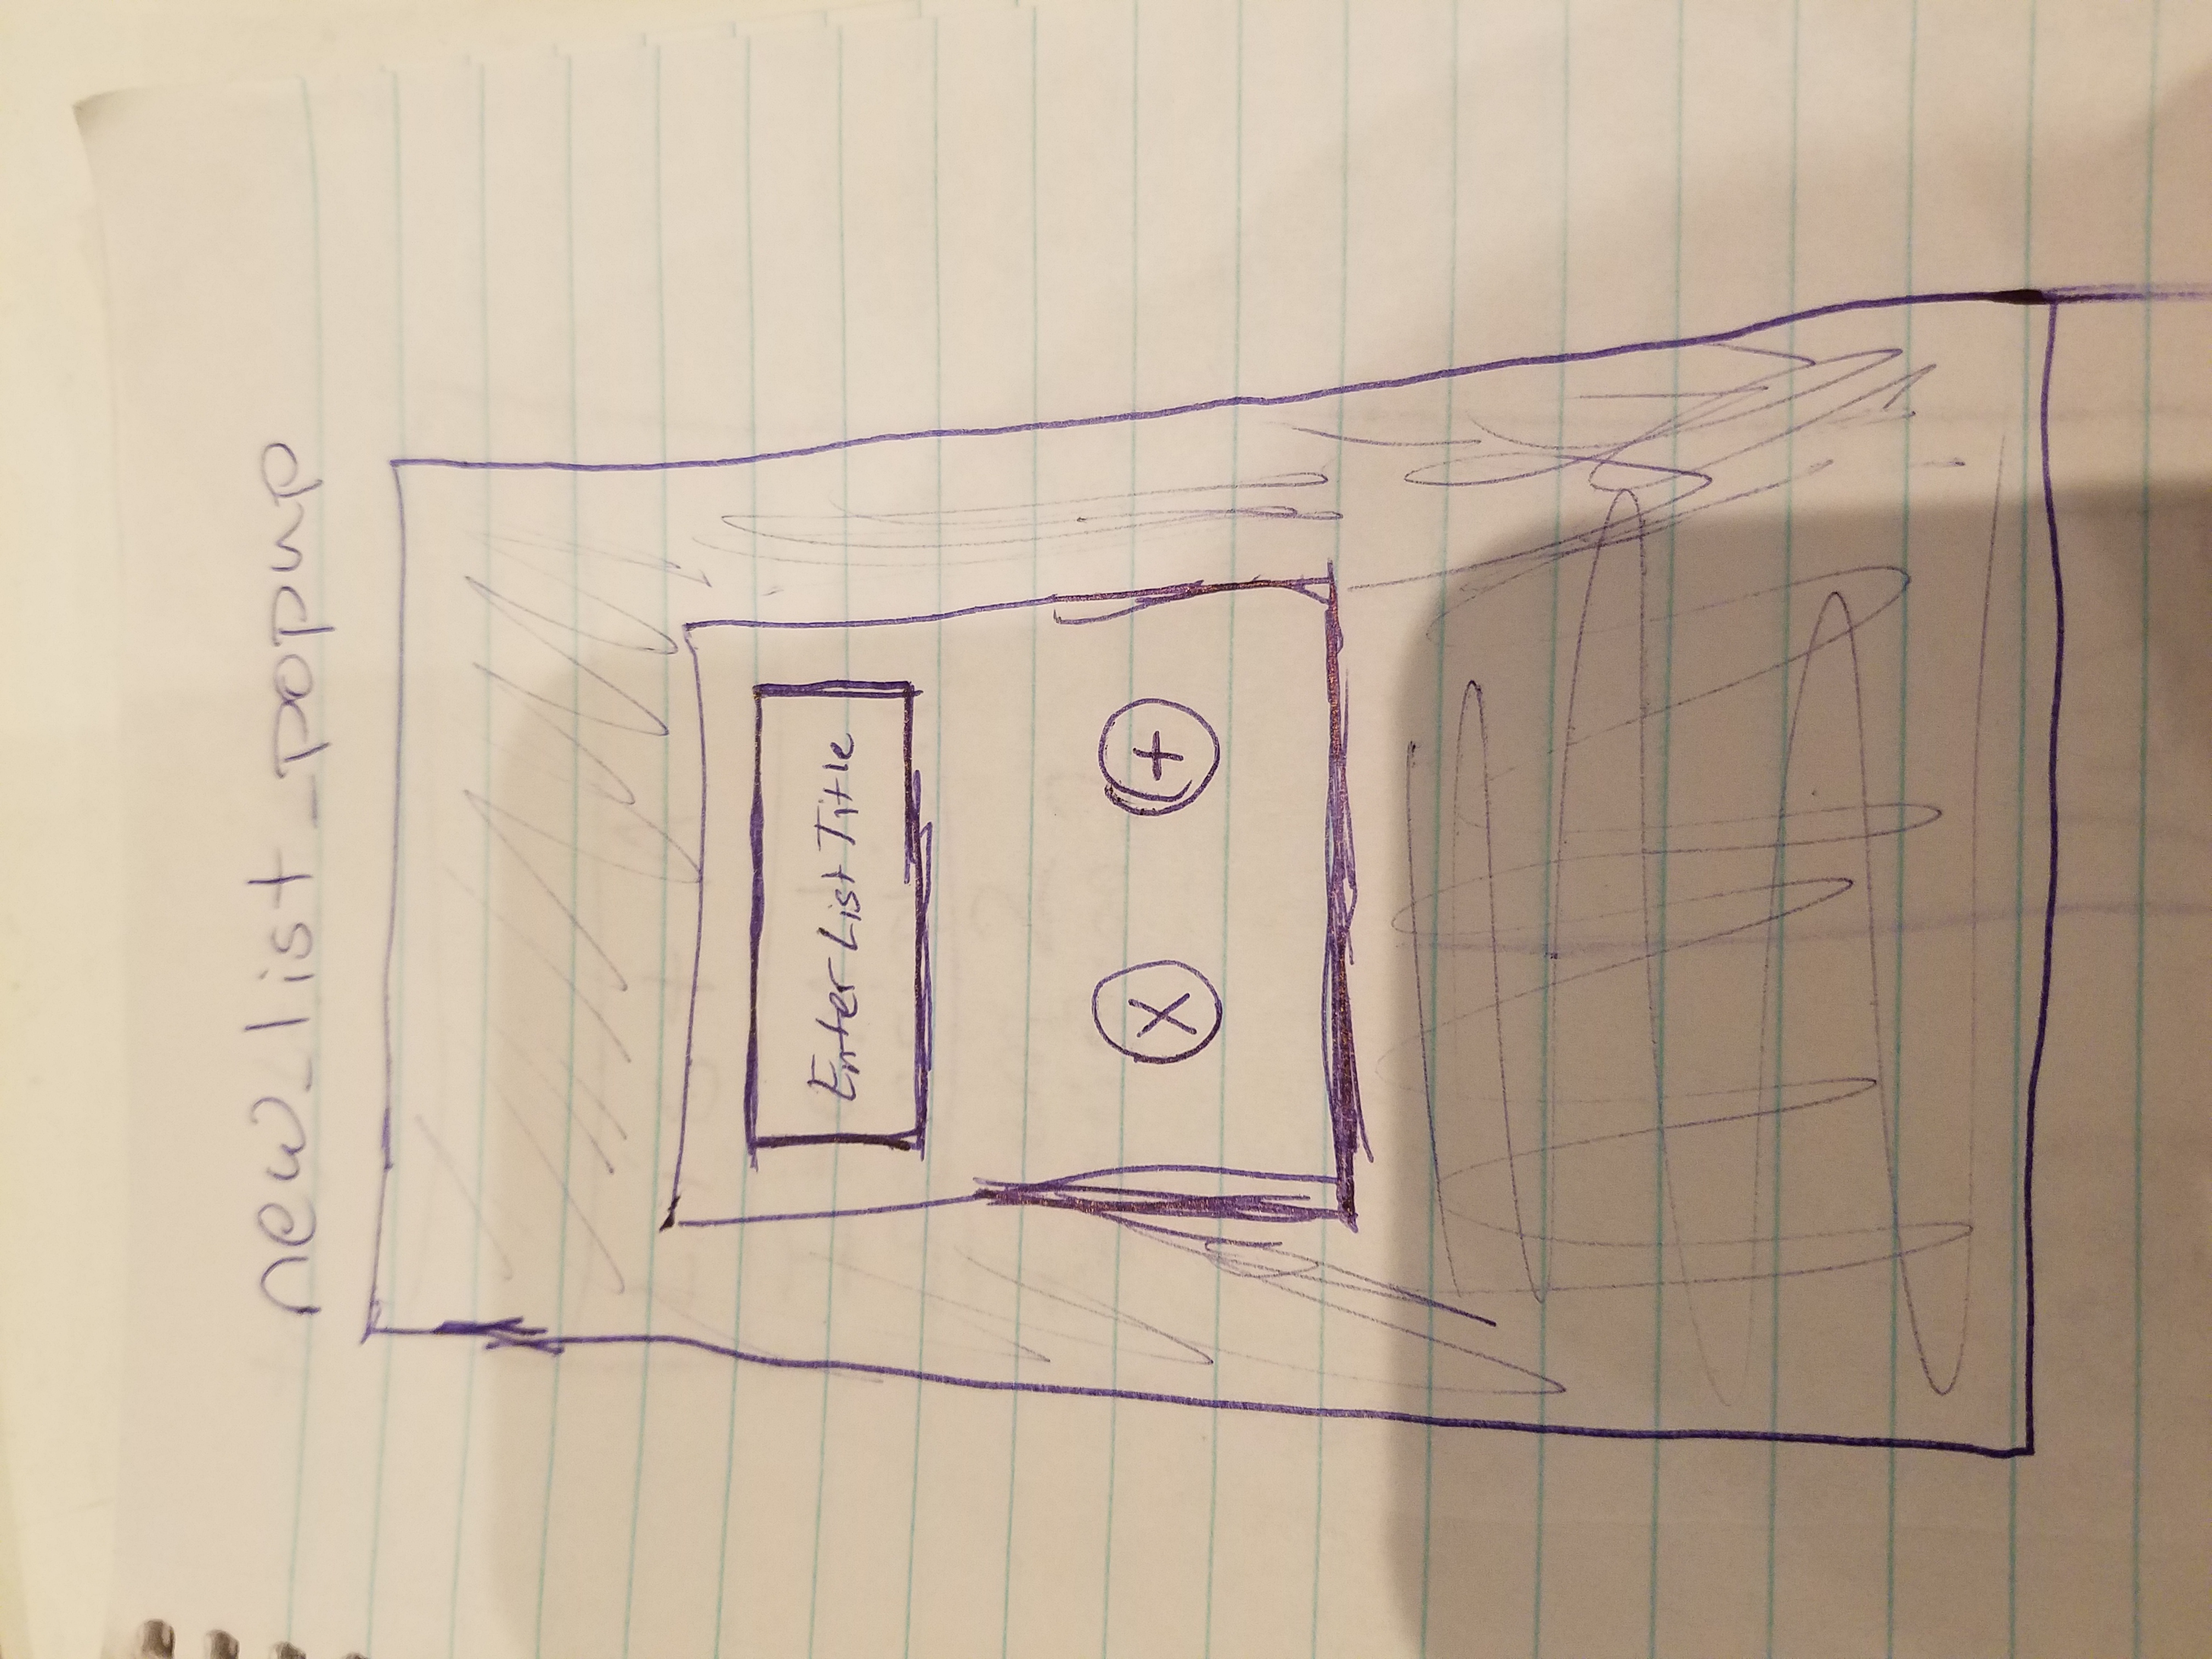 new_list_popup
Enter List Title
X +